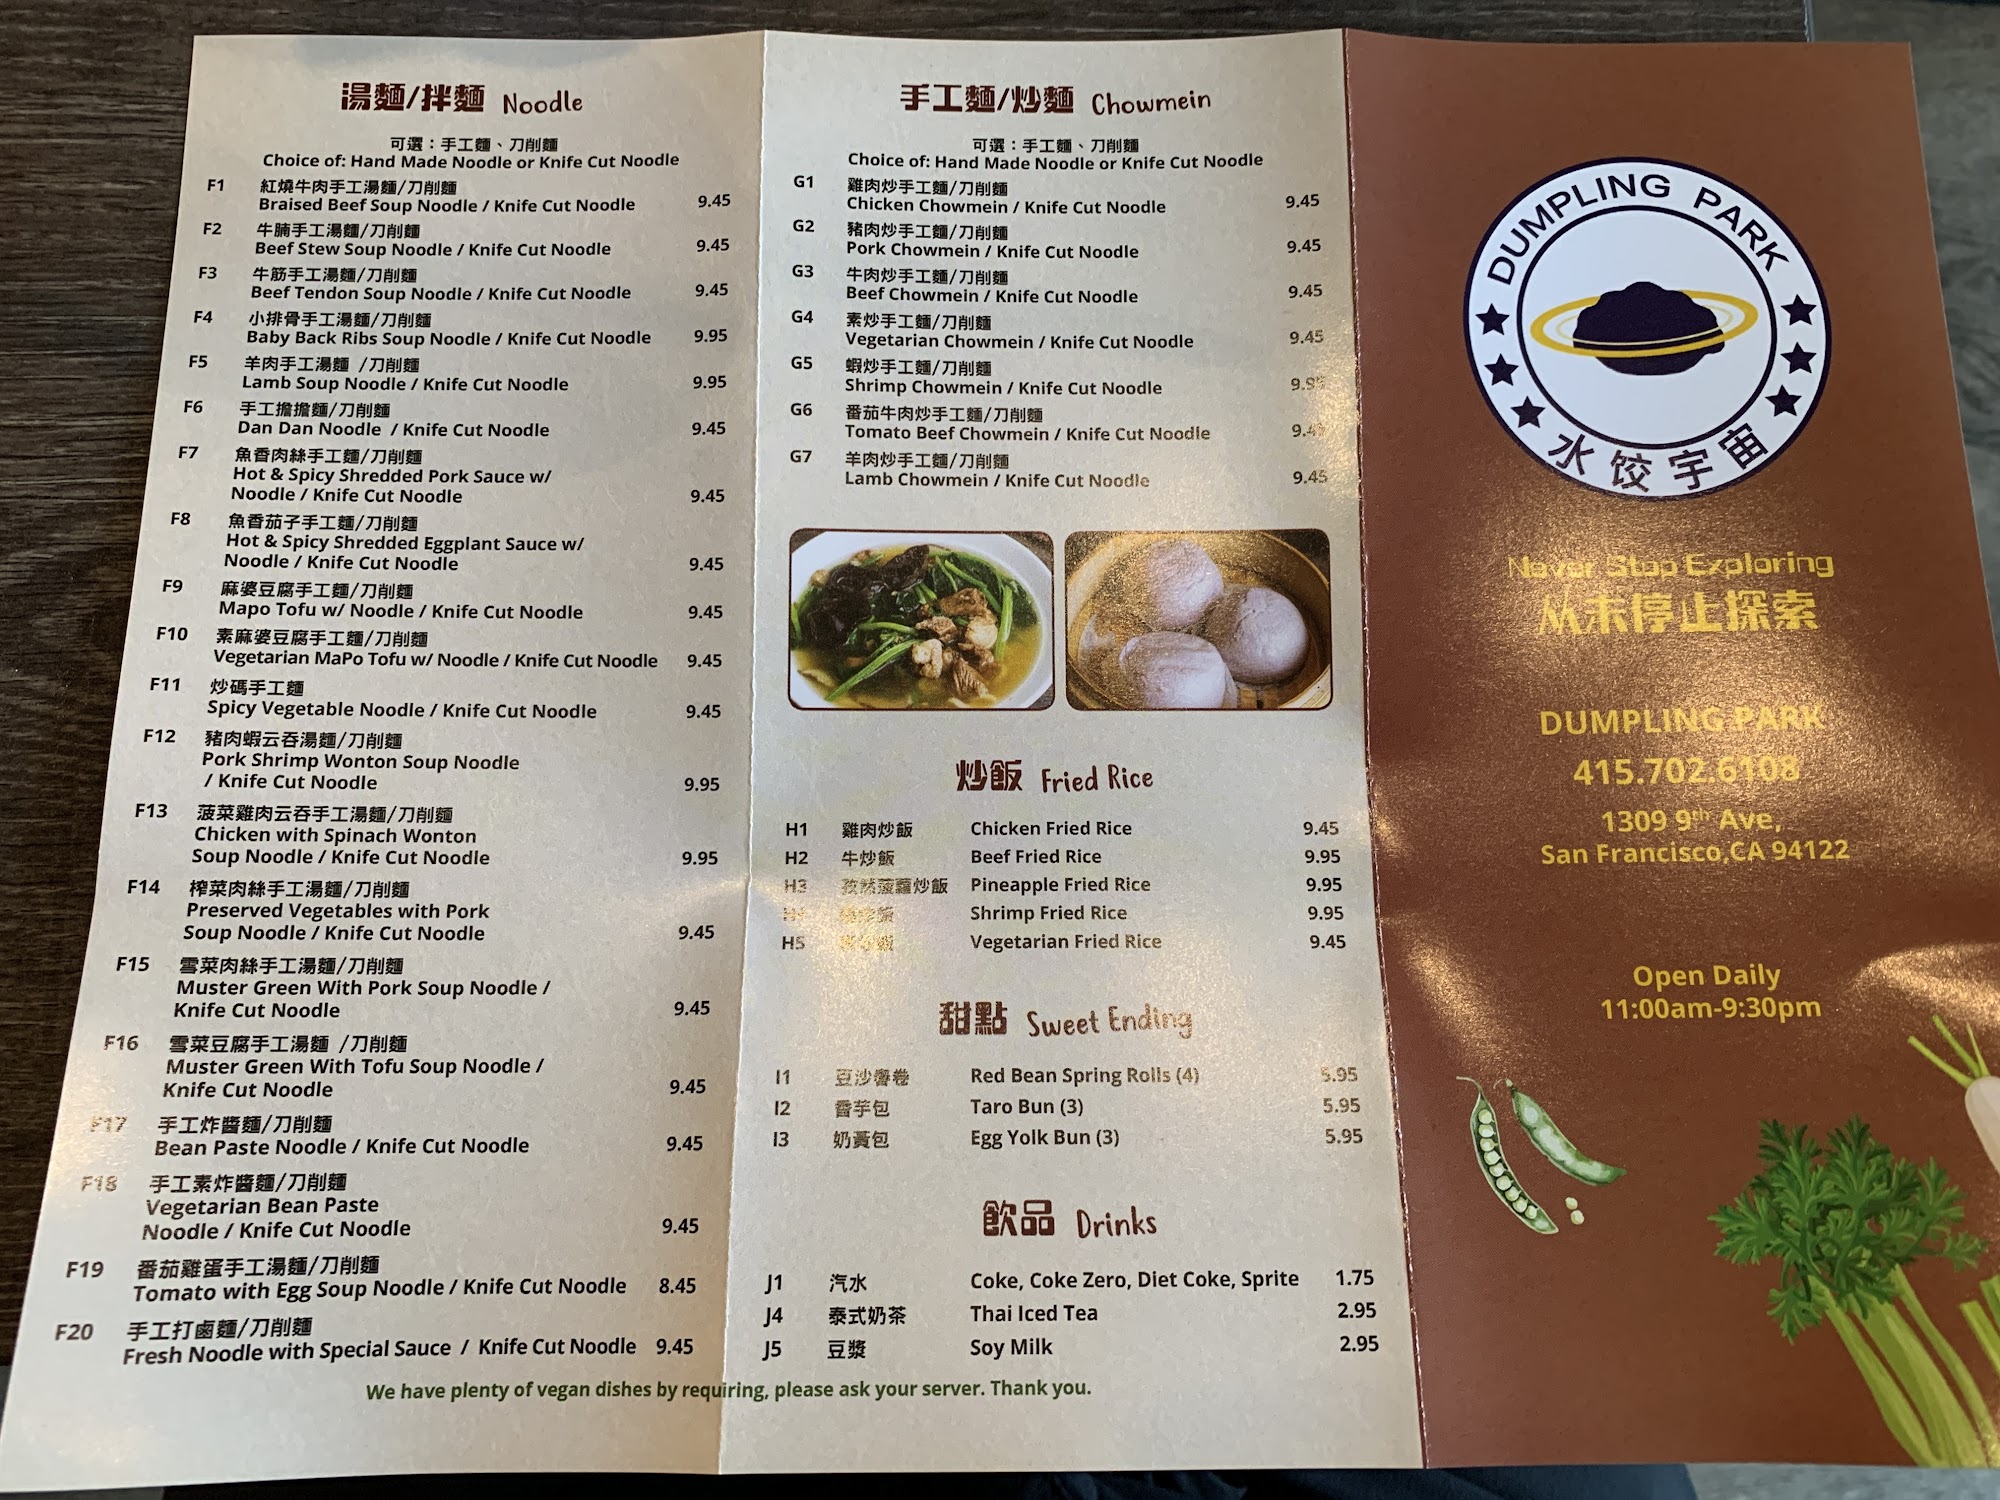 湯麵/拌麵 Noodle
可選：手工麵、刀削麵
Choice of: Hand Made Noodle or Knife Cut Noodle
F1 紅燒牛肉手工湯麵/刀削麵
Braised Beef Soup Noodle / Knife Cut Noodle 9.45
F2 牛腩手工湯麵/刀削麵
Beef Stew Soup Noodle / Knife Cut Noodle 9.45
F3 牛筋手工湯麵/刀削麵
Beef Tendon Soup Noodle / Knife Cut Noodle 9.45
F4 小排骨手工湯麵/刀削麵
Baby Back Ribs Soup Noodle / Knife Cut Noodle 9.95
F5 羊肉手工湯麵 /刀削麵
Lamb Soup Noodle / Knife Cut Noodle 9.95
F6 手工擔擔麵/刀削麵
Dan Dan Noodle / Knife Cut Noodle 9.45
F7 魚香肉絲手工麵/刀削麵
Hot & Spicy Shredded Pork Sauce w/
Noodle / Knife Cut Noodle 9.45
F8 魚香茄子手工麵/刀削麵
Hot & Spicy Shredded Eggplant Sauce w/
Noodle / Knife Cut Noodle 9.45
F9 麻婆豆腐手工麵/刀削麵
Mapo Tofu w/ Noodle / Knife Cut Noodle 9.45
F10 素麻婆豆腐手工麵/刀削麵
Vegetarian MaPo Tofu w/ Noodle / Knife Cut Noodle 9.45
F11 炒碼手工麵
Spicy Vegetable Noodle / Knife Cut Noodle 9.45
F12 豬肉蝦云吞湯麵/刀削麵
Pork Shrimp Wonton Soup Noodle
/ Knife Cut Noodle 9.95
F13 菠菜雞肉云吞手工湯麵/刀削麵
Chicken with Spinach Wonton
Soup Noodle / Knife Cut Noodle 9.95
F14 榨菜肉絲手工湯麵/刀削麵
Preserved Vegetables with Pork
Soup Noodle / Knife Cut Noodle 9.45
F15 雪菜肉絲手工湯麵/刀削麵
Muster Green With Pork Soup Noodle /
Knife Cut Noodle 9.45
F16 雪菜豆腐手工湯麵 /刀削麵
Muster Green With Tofu Soup Noodle /
Knife Cut Noodle 9.45
F17 手工炸醬麵/刀削麵
Bean Paste Noodle / Knife Cut Noodle 9.45
F18 手工素炸醬麵/刀削麵
Vegetarian Bean Paste
Noodle / Knife Cut Noodle 9.45
F19 番茄雞蛋手工湯麵/刀削麵
Tomato with Egg Soup Noodle / Knife Cut Noodle 8.45
F20 手工打鹵麵/刀削麵
Fresh Noodle with Special Sauce / Knife Cut Noodle 9.45
手工麵/炒麵 Chowmein
可選：手工麵、刀削麵
Choice of: Hand Made Noodle or Knife Cut Noodle
G1 雞肉炒手工麵/刀削麵
Chicken Chowmein / Knife Cut Noodle 9.45
G2 豬肉炒手工麵/刀削麵
Pork Chowmein / Knife Cut Noodle 9.45
G3 牛肉炒手工麵/刀削麵
Beef Chowmein / Knife Cut Noodle 9.45
G4 素炒手工麵/刀削麵
Vegetarian Chowmein / Knife Cut Noodle 9.45
G5 蝦炒手工麵/刀削麵
Shrimp Chowmein / Knife Cut Noodle 9.95
G6 番茄牛肉炒手工麵/刀削麵
Tomato Beef Chowmein / Knife Cut Noodle 9.45
G7 羊肉炒手工麵/刀削麵
Lamb Chowmein / Knife Cut Noodle 9.45
炒飯 Fried Rice
H1 雞肉炒飯 Chicken Fried Rice 9.45
H2 牛炒飯 Beef Fried Rice 9.95
H3 孜然菠蘿炒飯 Pineapple Fried Rice 9.95
Shrimp Fried Rice 9.95
H5 Vegetarian Fried Rice 9.45
甜點 Sweet Ending
I1 豆沙響卷 Red Bean Spring Rolls (4) 5.95
I2 香芋包 Taro Bun (3) 5.95
I3 奶黃包 Egg Yolk Bun (3) 5.95
飲品 Drinks
J1 汽水 Coke, Coke Zero, Diet Coke, Sprite 1.75
J4 泰式奶茶 Thai Iced Tea 2.95
J5 豆漿 Soy Milk 2.95
We have plenty of vegan dishes by requiring, please ask your server. Thank you.
DUMPLING PARK
水饺宇宙
Never Stop Exploring
从未停止探索
DUMPLING PARK
415.702.6108
1309 9th Ave,
San Francisco,CA 94122
Open Daily
11:00am-9:30pm